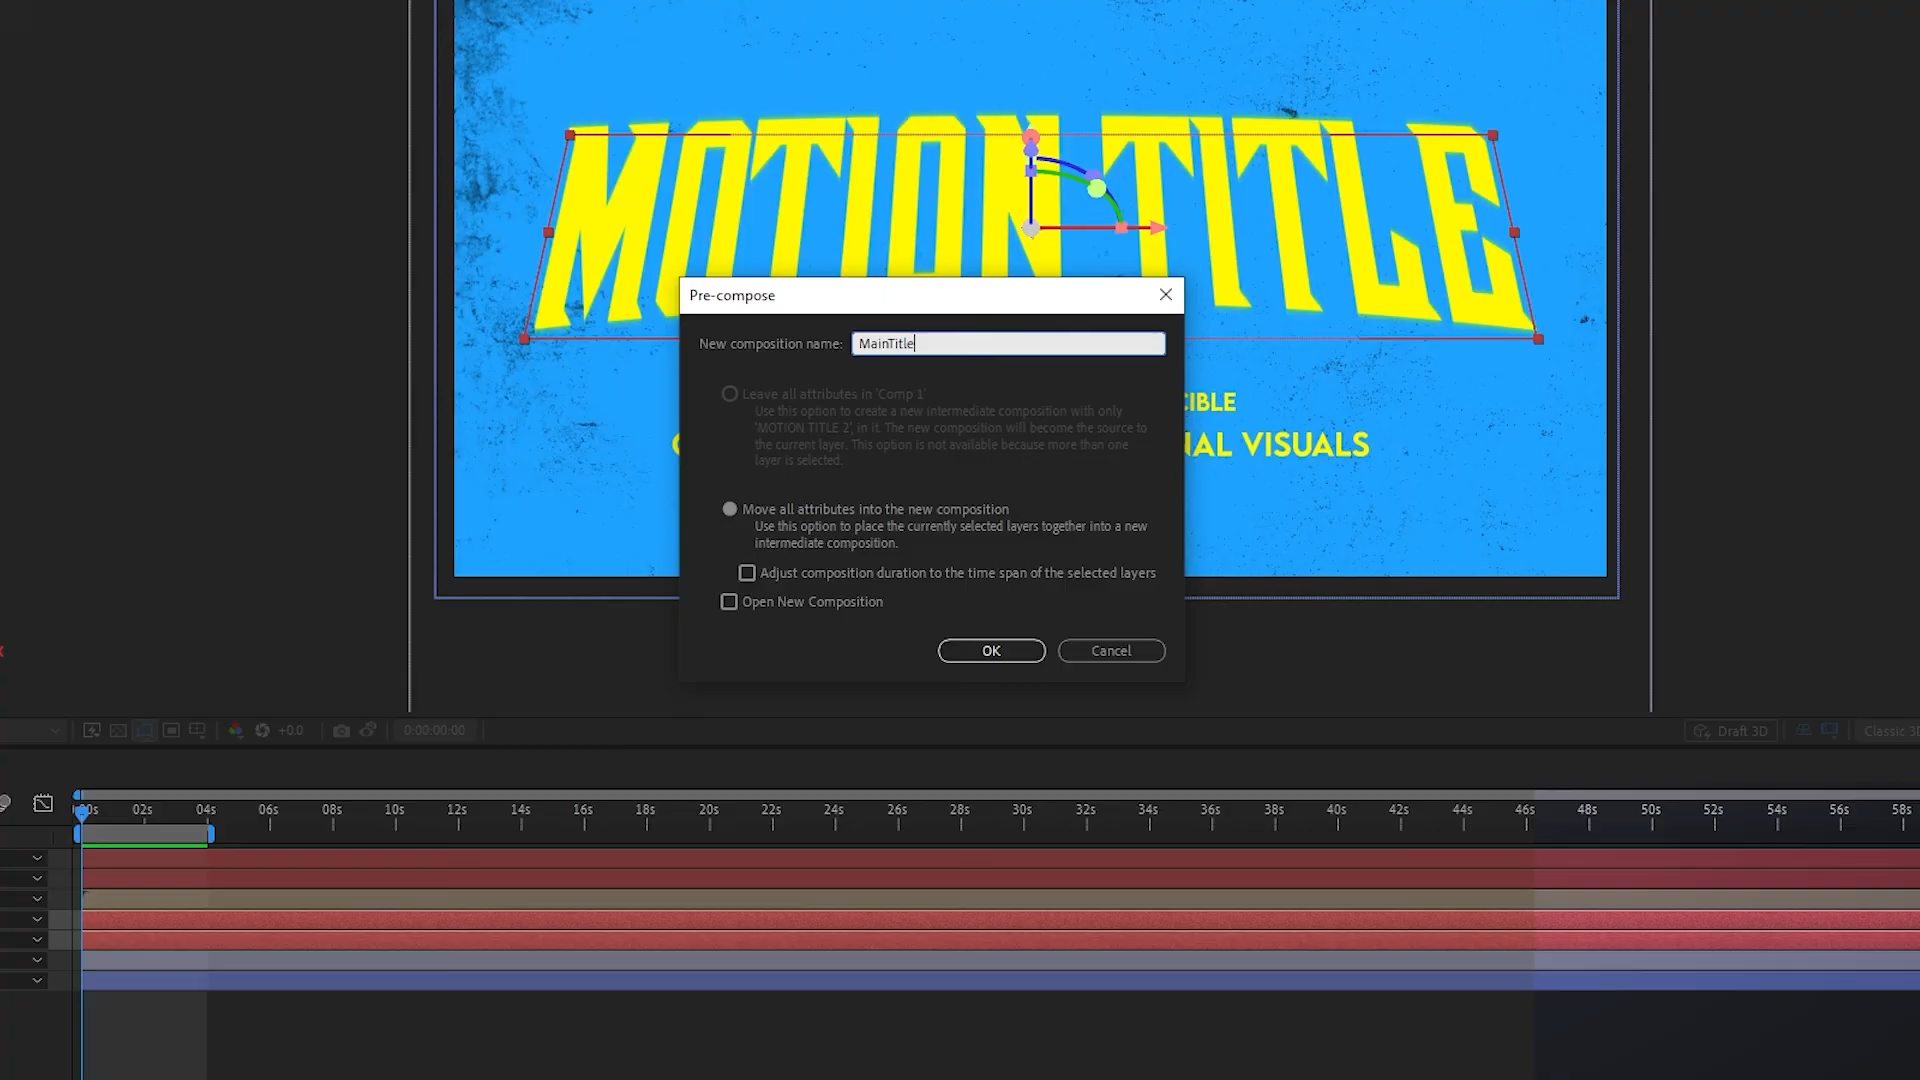 MOTION TITLE
Pre-compose
New composition name: MainTitle
Leave all attributes in 'Comp 1'
Use this option to create a new intermediate composition with only
'MOTION TITLE 2', in it. The new composition will become the source to
the current layer. This option is not available because more than one
layer is selected.
CIBLE
NAL VISUALS
Move all attributes into the new composition
Use this option to place the currently selected layers together into a new
intermediate composition.
Adjust composition duration to the time span of the selected layers
Open New Composition
OK Cancel
+0.0 0:00:00:00 Draft 3D Classic 3D
00s 02s 04s 06s 08s 10s 12s 14s 16s 18s 20s 22s 24s 26s 28s 30s 32s 34s 36s 38s 40s 42s 44s 46s 48s 50s 52s 54s 56s 58s